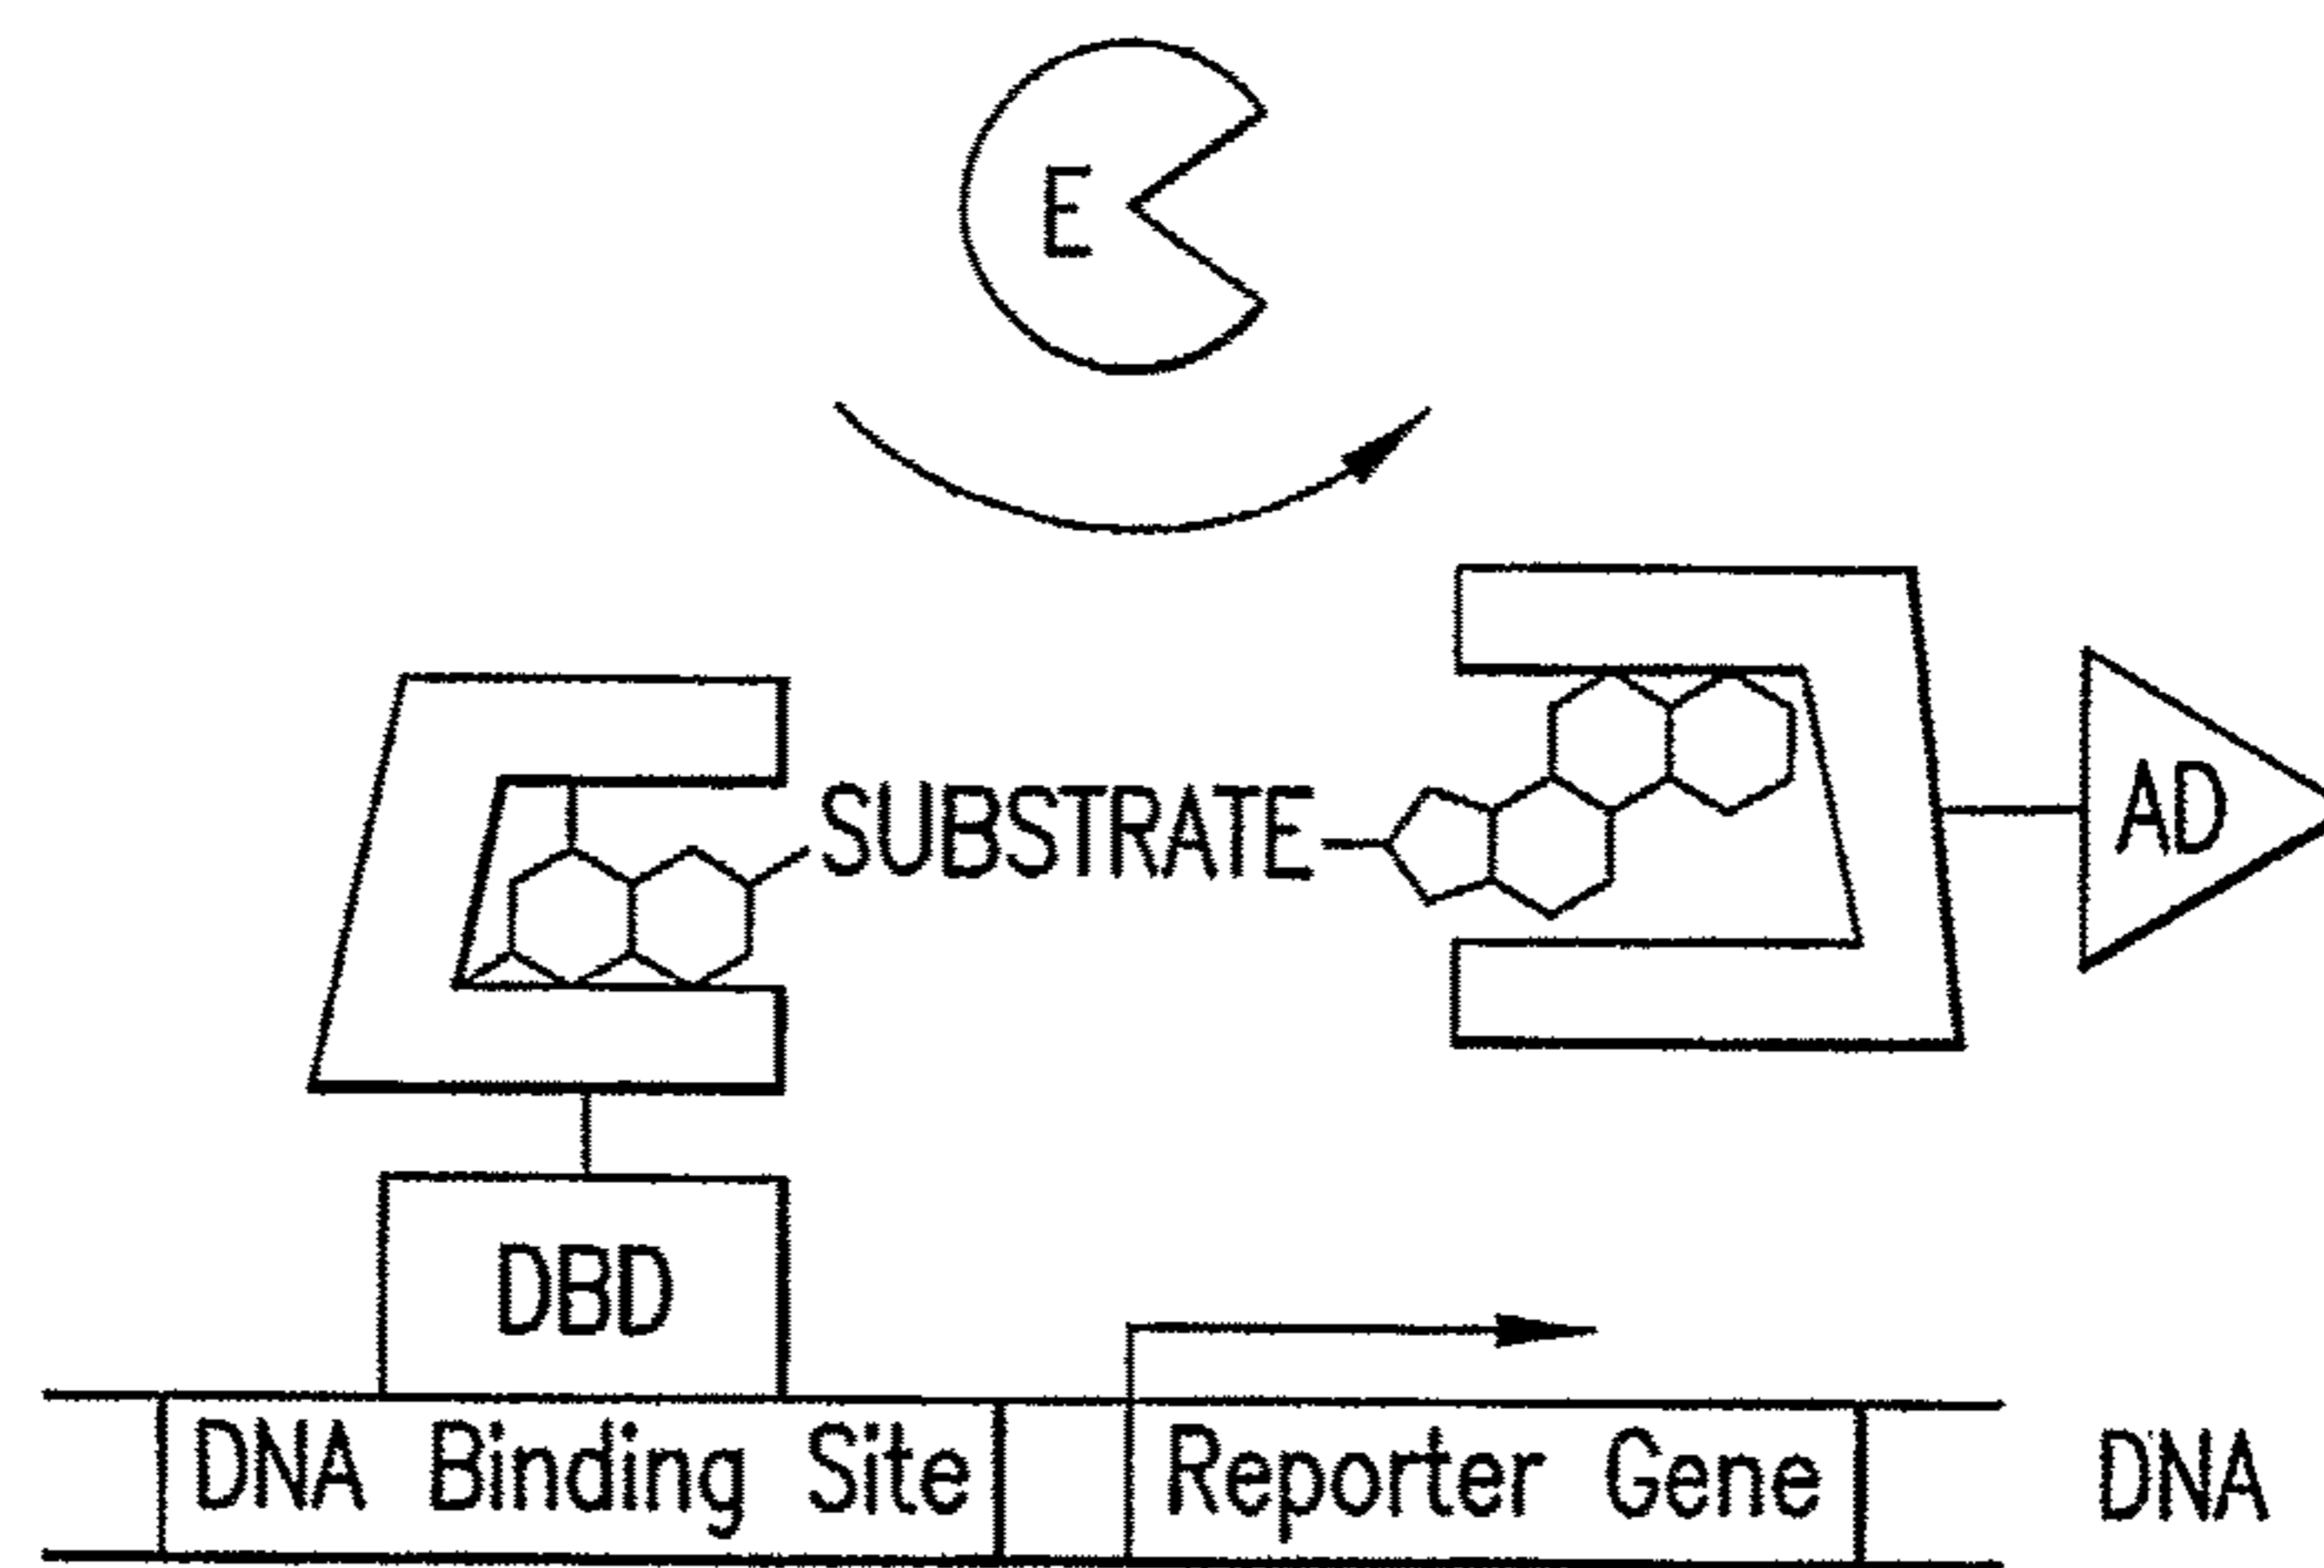 E
SUBSTRATE
AD
DBD
DNA Binding Site
Reporter Gene
DNA